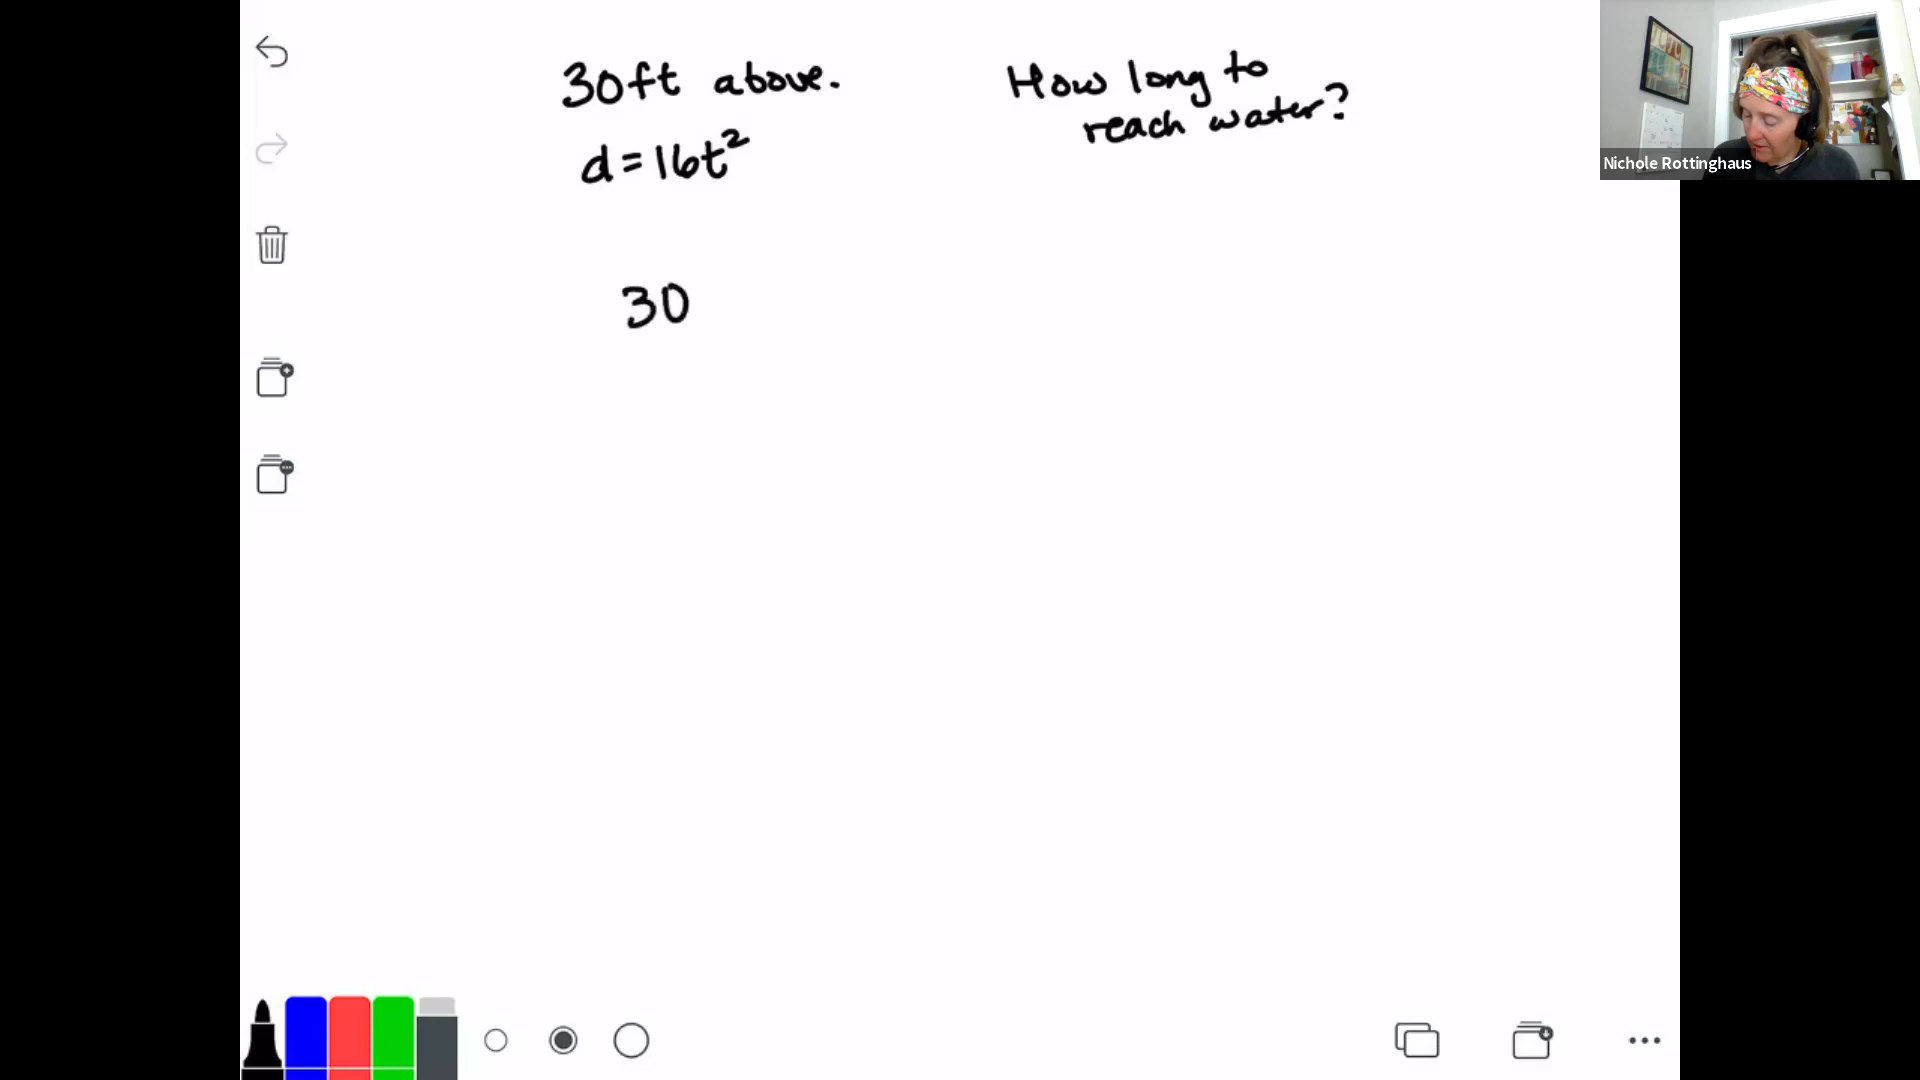 30ft above.
d = 16t²
30
How long to
reach water?
Nichole Rottinghaus